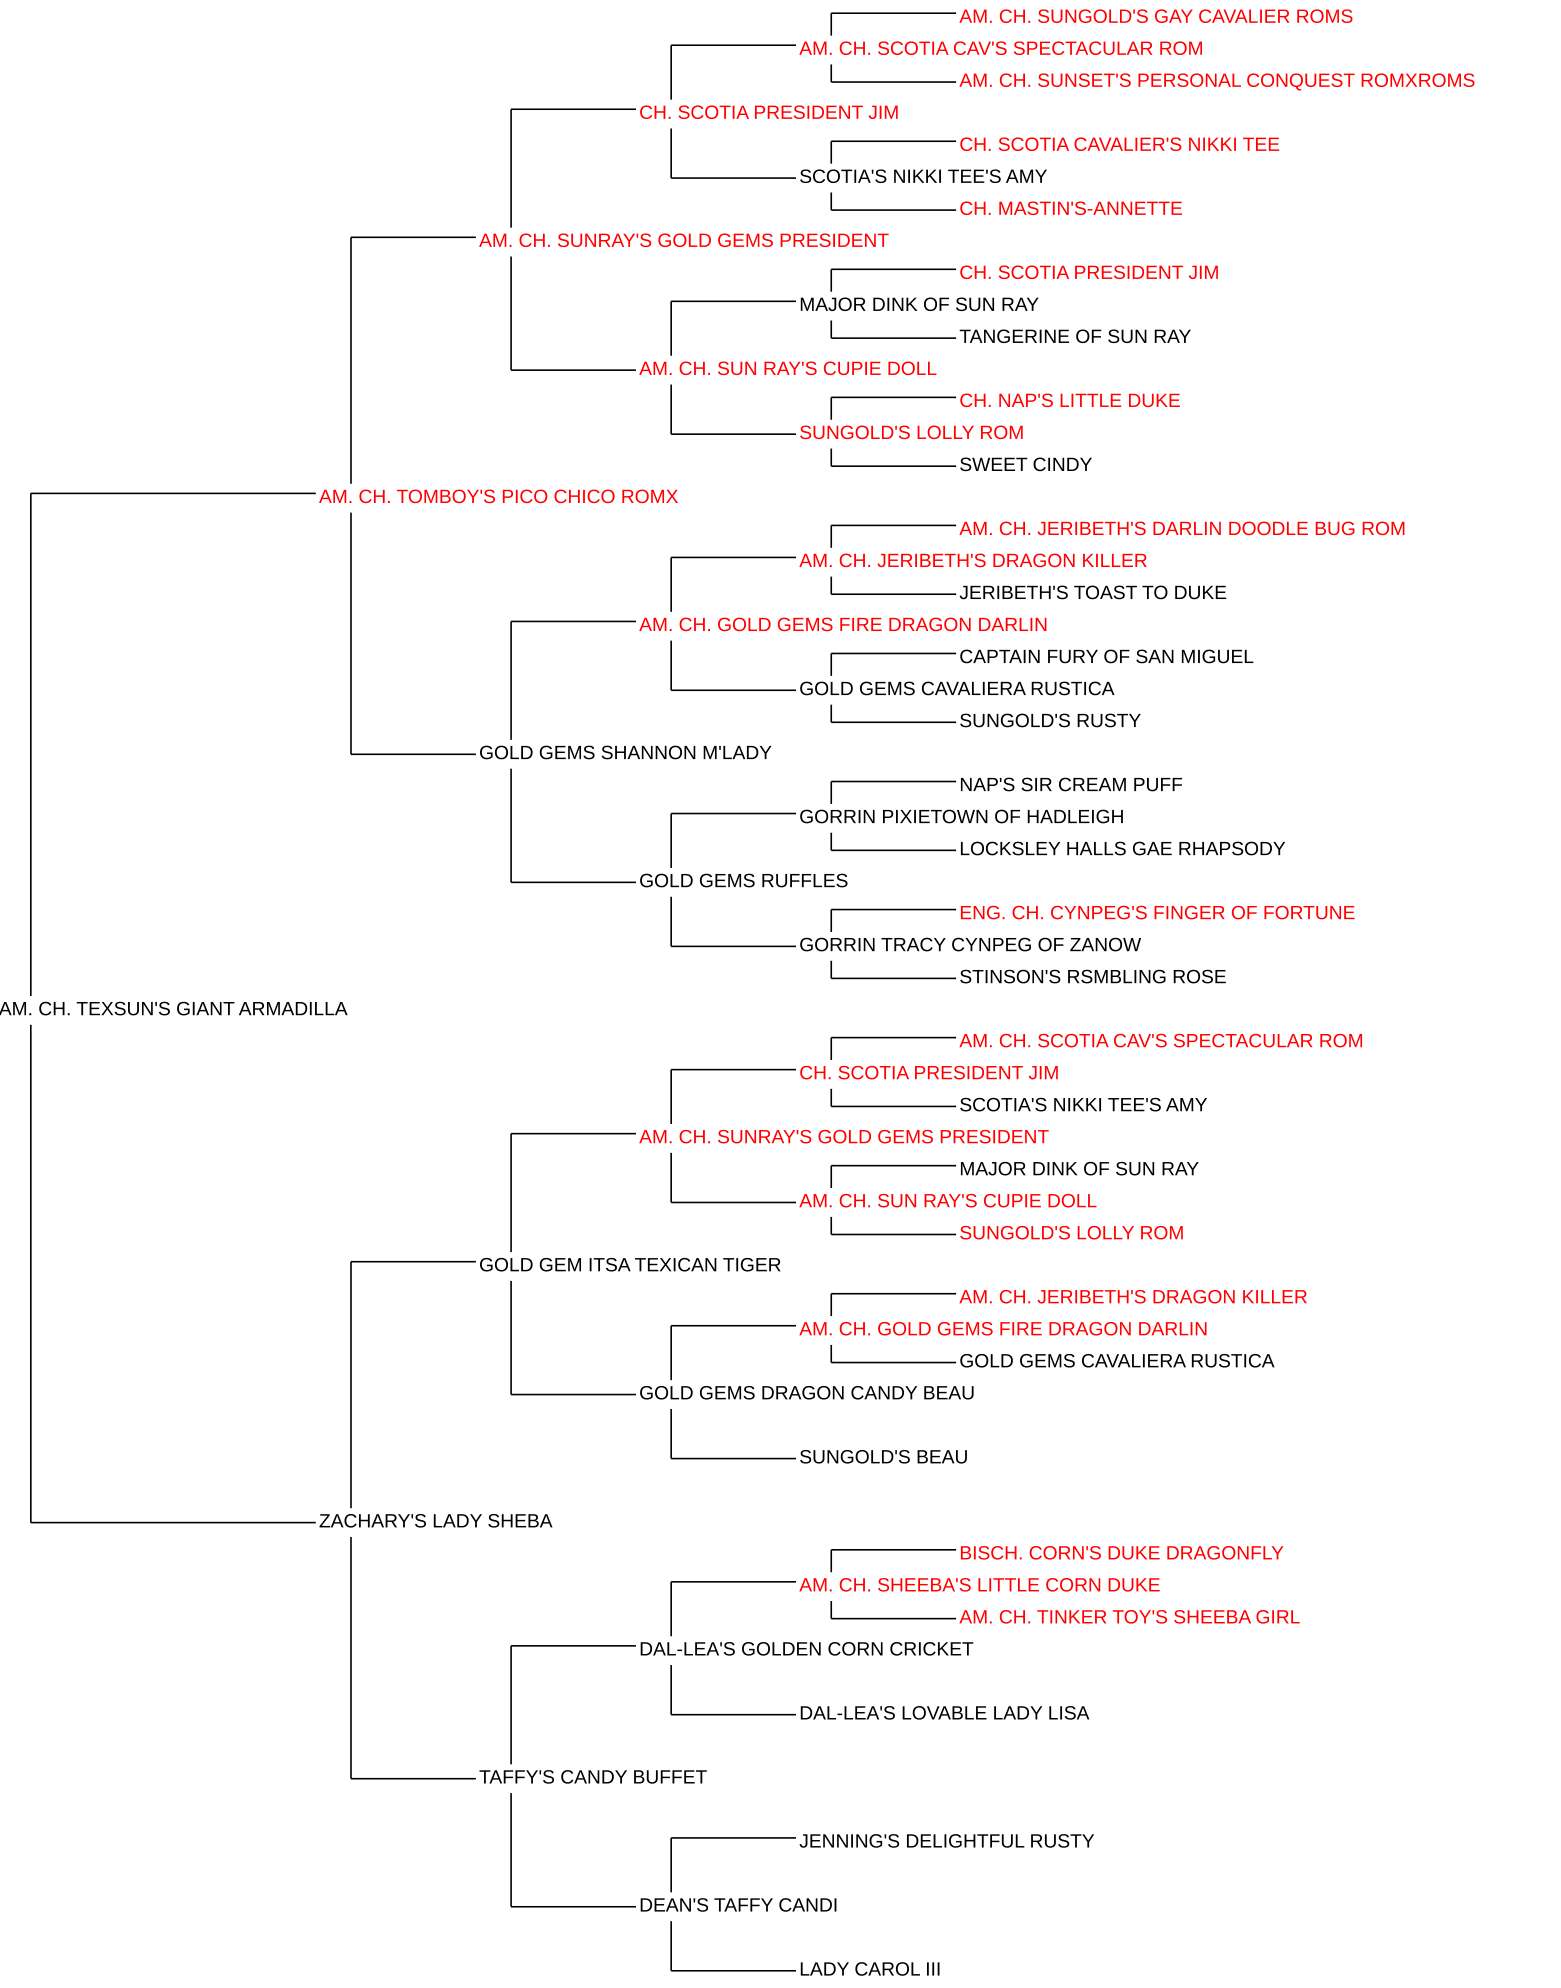 AM. CH. SUNGOLD'S GAY CAVALIER ROMS
AM. CH. SCOTIA CAV'S SPECTACULAR ROM
AM. CH. SUNSET'S PERSONAL CONQUEST ROMXROMS
CH. SCOTIA PRESIDENT JIM
CH. SCOTIA CAVALIER'S NIKKI TEE
SCOTIA'S NIKKI TEE'S AMY
CH. MASTIN'S-ANNETTE
AM. CH. SUNRAY'S GOLD GEMS PRESIDENT
CH. SCOTIA PRESIDENT JIM
MAJOR DINK OF SUN RAY
TANGERINE OF SUN RAY
AM. CH. SUN RAY'S CUPIE DOLL
CH. NAP'S LITTLE DUKE
SUNGOLD'S LOLLY ROM
SWEET CINDY
AM. CH. TOMBOY'S PICO CHICO ROMX
AM. CH. JERIBETH'S DARLIN DOODLE BUG ROM
AM. CH. JERIBETH'S DRAGON KILLER
JERIBETH'S TOAST TO DUKE
AM. CH. GOLD GEMS FIRE DRAGON DARLIN
CAPTAIN FURY OF SAN MIGUEL
GOLD GEMS CAVALIERA RUSTICA
SUNGOLD'S RUSTY
GOLD GEMS SHANNON M'LADY
NAP'S SIR CREAM PUFF
GORRIN PIXIETOWN OF HADLEIGH
LOCKSLEY HALLS GAE RHAPSODY
GOLD GEMS RUFFLES
ENG. CH. CYNPEG'S FINGER OF FORTUNE
GORRIN TRACY CYNPEG OF ZANOW
STINSON'S RSMBLING ROSE
AM. CH. TEXSUN'S GIANT ARMADILLA
AM. CH. SCOTIA CAV'S SPECTACULAR ROM
CH. SCOTIA PRESIDENT JIM
SCOTIA'S NIKKI TEE'S AMY
AM. CH. SUNRAY'S GOLD GEMS PRESIDENT
MAJOR DINK OF SUN RAY
AM. CH. SUN RAY'S CUPIE DOLL
SUNGOLD'S LOLLY ROM
GOLD GEM ITSA TEXICAN TIGER
AM. CH. JERIBETH'S DRAGON KILLER
AM. CH. GOLD GEMS FIRE DRAGON DARLIN
GOLD GEMS CAVALIERA RUSTICA
GOLD GEMS DRAGON CANDY BEAU
SUNGOLD'S BEAU
ZACHARY'S LADY SHEBA
BISCH. CORN'S DUKE DRAGONFLY
AM. CH. SHEEBA'S LITTLE CORN DUKE
AM. CH. TINKER TOY'S SHEEBA GIRL
DAL-LEA'S GOLDEN CORN CRICKET
DAL-LEA'S LOVABLE LADY LISA
TAFFY'S CANDY BUFFET
JENNING'S DELIGHTFUL RUSTY
DEAN'S TAFFY CANDI
LADY CAROL III